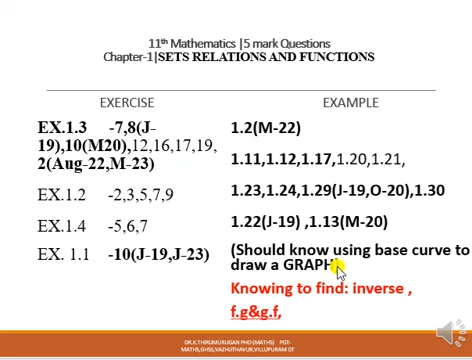 11th Mathematics |5 mark Questions
Chapter-1|SETS RELATIONS AND FUNCTIONS
EXERCISE
EX.1.3 -7,8(J-
19),10(M20),12,16,17,19,
2(Aug-22,M-23)
EX.1.2 -2,3,5,7,9
EX.1.4 -5,6,7
EX. 1.1 -10(J-19,J-23)
EXAMPLE
1.2(M-22)
1.11,1.12,1.17,1.20,1.21,
1.23,1.24,1.29(J-19,O-20),1.30
1.22(J-19) ,1.13(M-20)
(Should know using base curve to
draw a GRAPH)
Knowing to find: inverse ,
f.g&g.f,
DR.K.THIRUMURUGAN PHD (MATHS) PGT-
MATHS,GHSS,VAZHUTHAVUR,VILLUPURAM DT